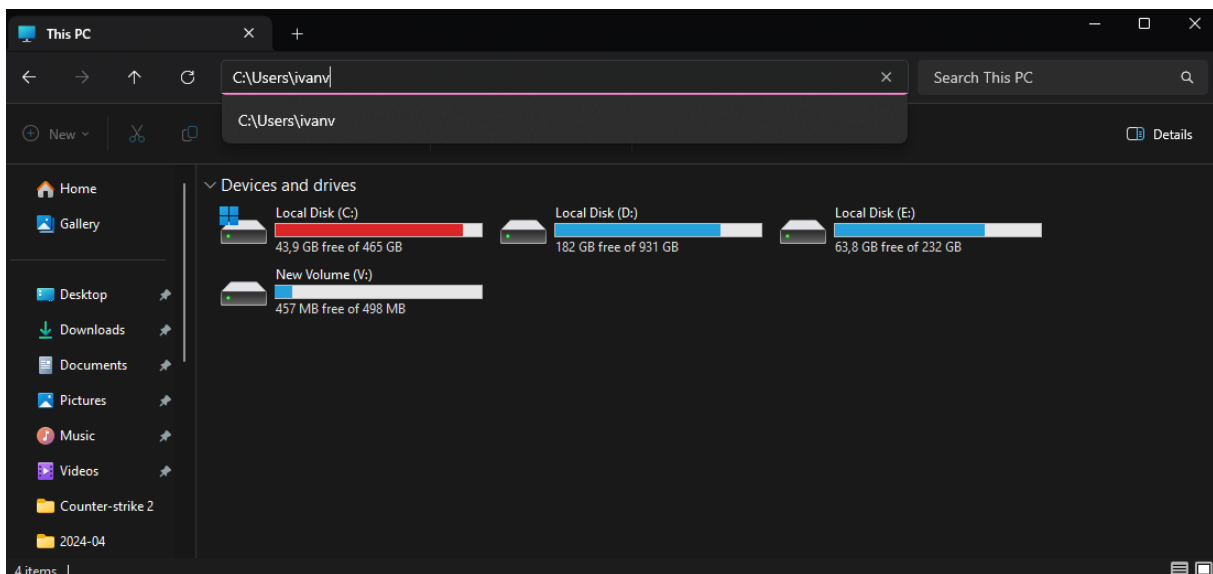 This PC
C:\Users\ivanv
Search This PC
C:\Users\ivanv
New
Details
Home
Gallery
Desktop
Downloads
Documents
Pictures
Music
Videos
Counter-strike 2
2024-04
Devices and drives
Local Disk (C:)
43,9 GB free of 465 GB
Local Disk (D:)
182 GB free of 931 GB
Local Disk (E:)
63,8 GB free of 232 GB
New Volume (V:)
457 MB free of 498 MB
4 items